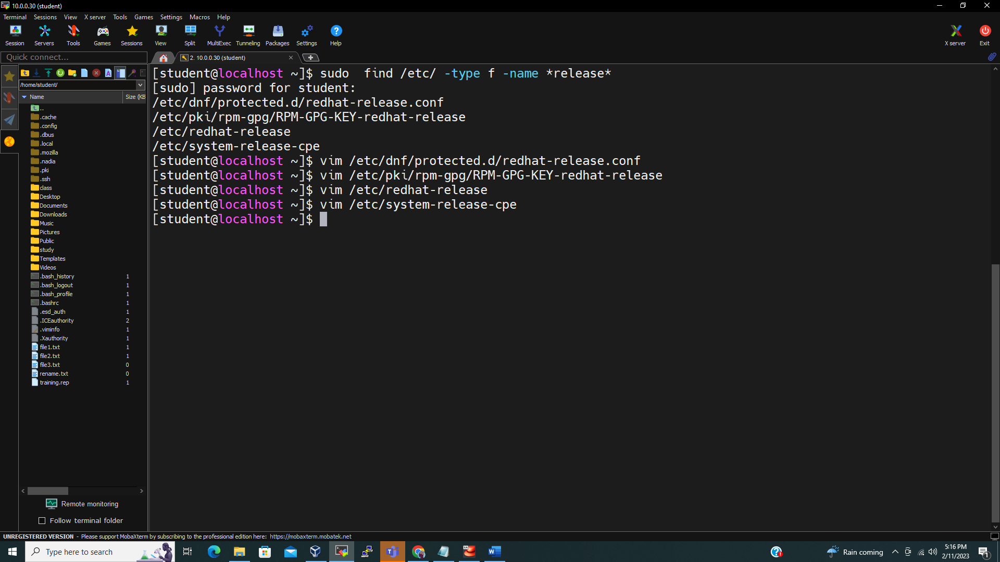 10.0.0.30 (student)
Terminal Sessions View X server Tools Games Settings Macros Help
Session Servers Tools Games Sessions View Split MultiExec Tunneling Packages Settings Help X server Exit
Quick connect...
2. 10.0.0.30 (student)
/home/student/
Name Size (KB
..
.cache
.config
.dbus
.local
.mozilla
.nadia
.pki
.ssh
class
Desktop
Documents
Downloads
Music
Pictures
Public
study
Templates
Videos
.bash_history 1
.bash_logout 1
.bash_profile 1
.bashrc 1
.esd_auth 1
.ICEauthority 2
.viminfo 1
.Xauthority 1
file1.txt 1
file2.txt 1
file3.txt 0
rename.txt 0
training.rep 1
Remote monitoring
Follow terminal folder
[student@localhost ~]$ sudo  find /etc/ -type f -name *release*
[sudo] password for student:
/etc/dnf/protected.d/redhat-release.conf
/etc/pki/rpm-gpg/RPM-GPG-KEY-redhat-release
/etc/redhat-release
/etc/system-release-cpe
[student@localhost ~]$ vim /etc/dnf/protected.d/redhat-release.conf
[student@localhost ~]$ vim /etc/pki/rpm-gpg/RPM-GPG-KEY-redhat-release
[student@localhost ~]$ vim /etc/redhat-release
[student@localhost ~]$ vim /etc/system-release-cpe
[student@localhost ~]$
UNREGISTERED VERSION - Please support MobaXterm by subscribing to the professional edition here: https://mobaxterm.mobatek.net
Type here to search
Rain coming
5:16 PM
2/11/2023
1